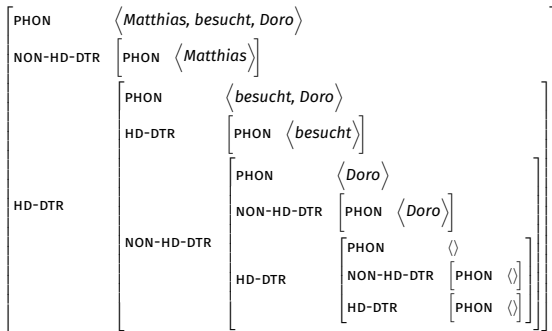 PHON ⟨Matthias, besucht, Doro⟩
NON-HD-DTR [PHON ⟨Matthias⟩]
HD-DTR
PHON ⟨besucht, Doro⟩
HD-DTR [PHON ⟨besucht⟩]
NON-HD-DTR
PHON ⟨Doro⟩
NON-HD-DTR [PHON ⟨Doro⟩]
HD-DTR
PHON ⟨⟩
NON-HD-DTR [PHON ⟨⟩]
HD-DTR [PHON ⟨⟩]